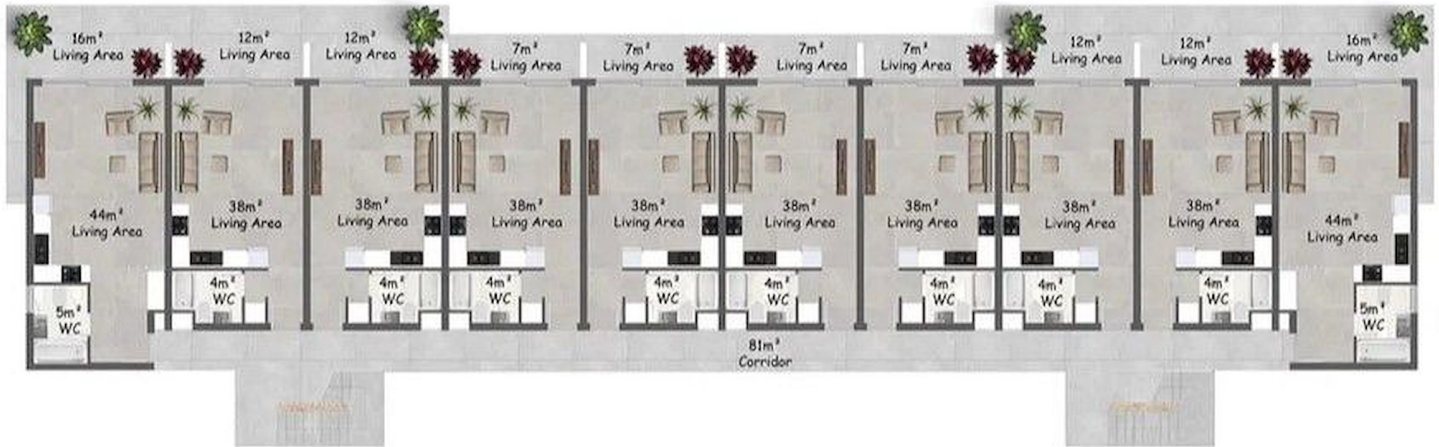 16m²
Living Area
12m²
Living Area
12m²
Living Area
7m²
Living Area
7m²
Living Area
7m²
Living Area
7m²
Living Area
12m²
Living Area
12m²
Living Area
16m²
Living Area
44m²
Living Area
38m²
Living Area
38m²
Living Area
38m²
Living Area
38m²
Living Area
38m²
Living Area
38m²
Living Area
38m²
Living Area
38m²
Living Area
44m²
Living Area
5m²
WC
4m²
WC
4m²
WC
4m²
WC
4m²
WC
4m²
WC
4m²
WC
4m²
WC
4m²
WC
5m²
WC
81m²
Corridor